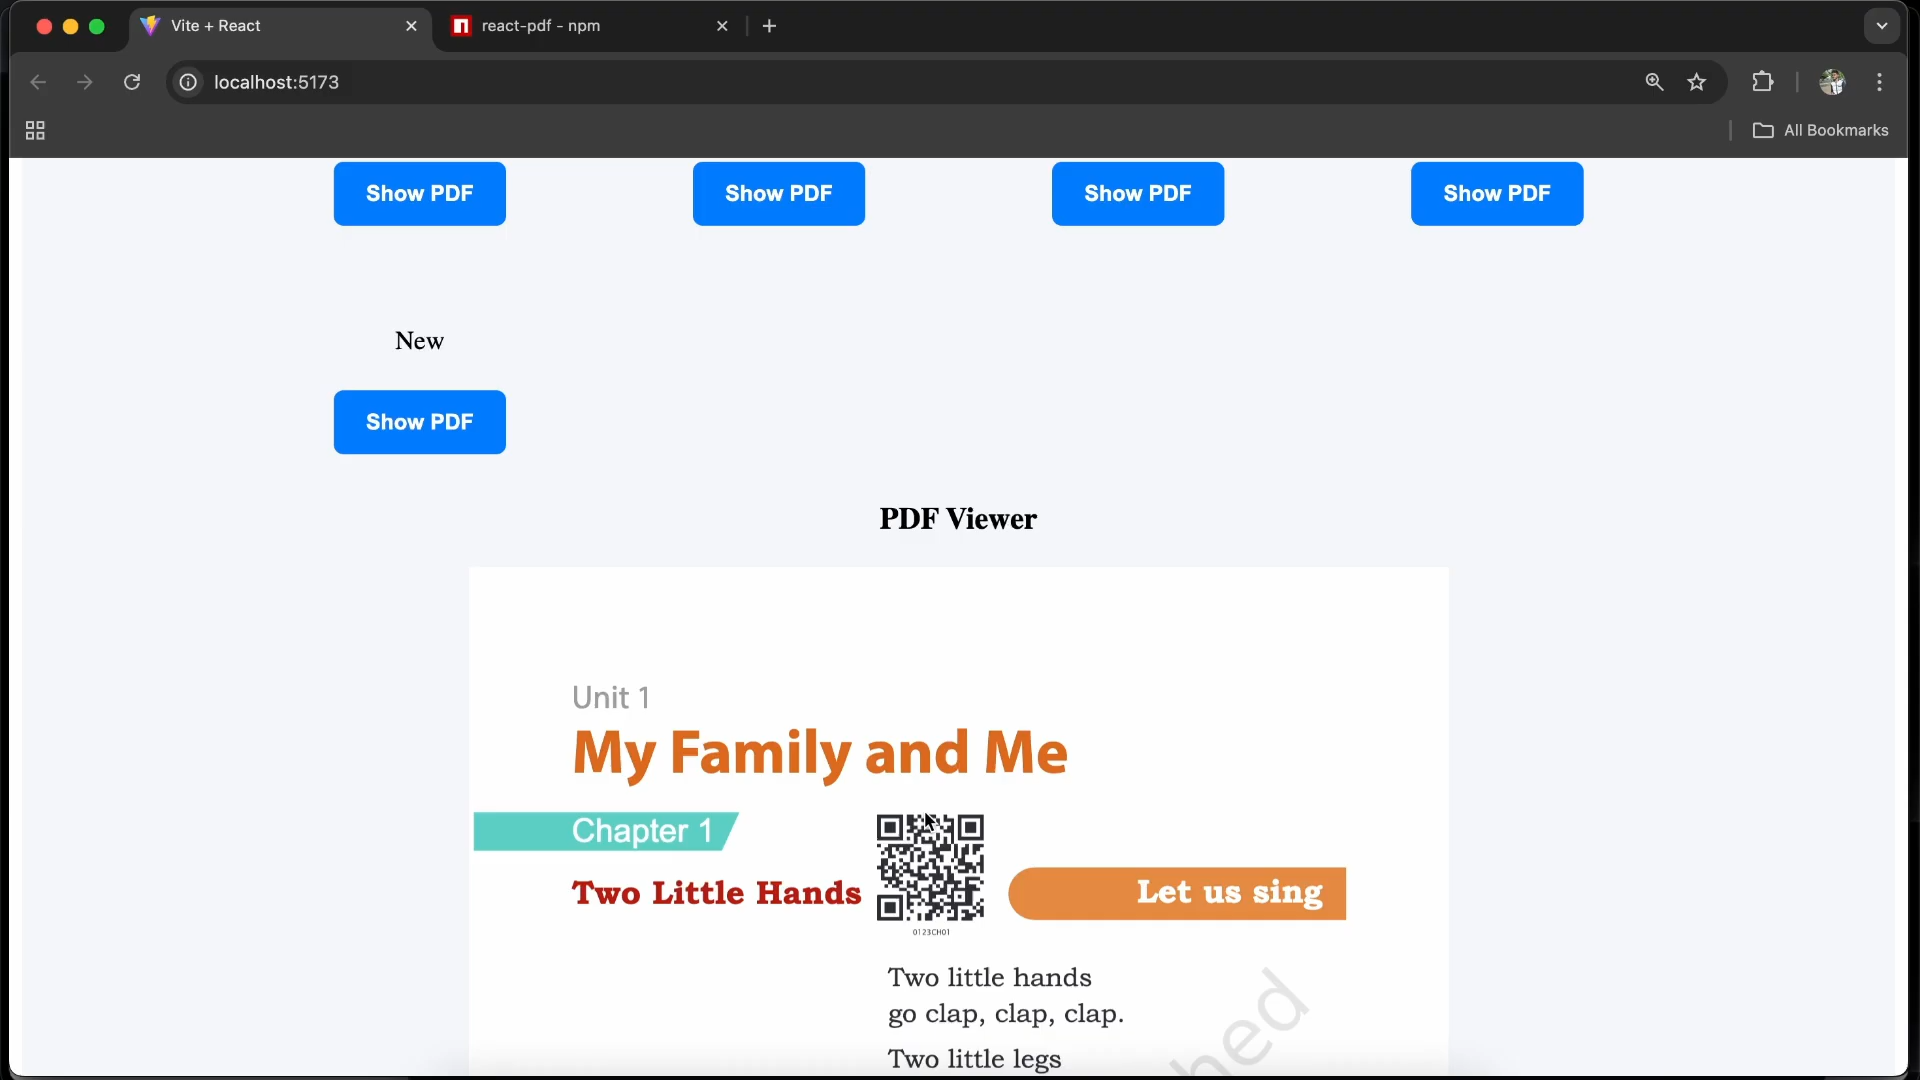 Vite + React
react-pdf - npm
localhost:5173
All Bookmarks
Show PDF
Show PDF
Show PDF
Show PDF
New
Show PDF
PDF Viewer
Unit 1
My Family and Me
Chapter 1
Two Little Hands
0123CH01
Let us sing
Two little hands
go clap, clap, clap.
Two little legs
hed